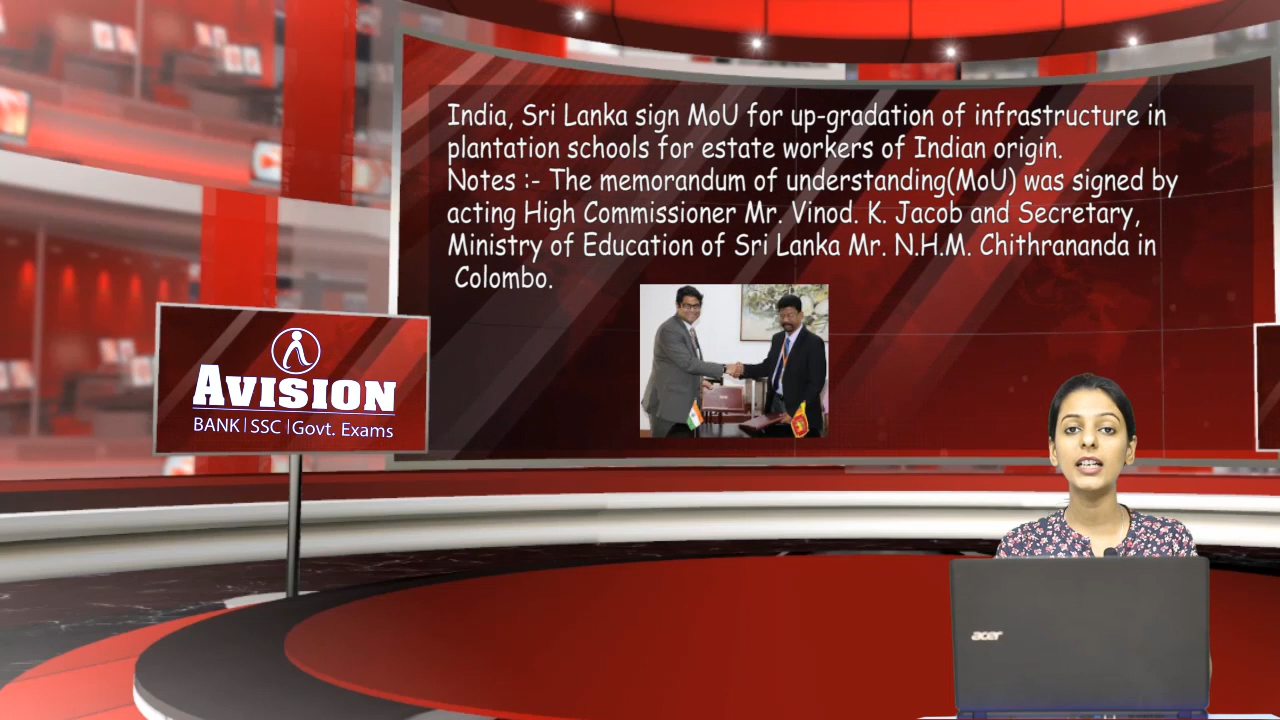 India, Sri Lanka sign MoU for up-gradation of infrastructure in
plantation schools for estate workers of Indian origin.
Notes :- The memorandum of understanding(MoU) was signed by
acting High Commissioner Mr. Vinod. K. Jacob and Secretary,
Ministry of Education of Sri Lanka Mr. N.H.M. Chithrananda in
Colombo.
AVISION
BANK|SSC |Govt. Exams
acer